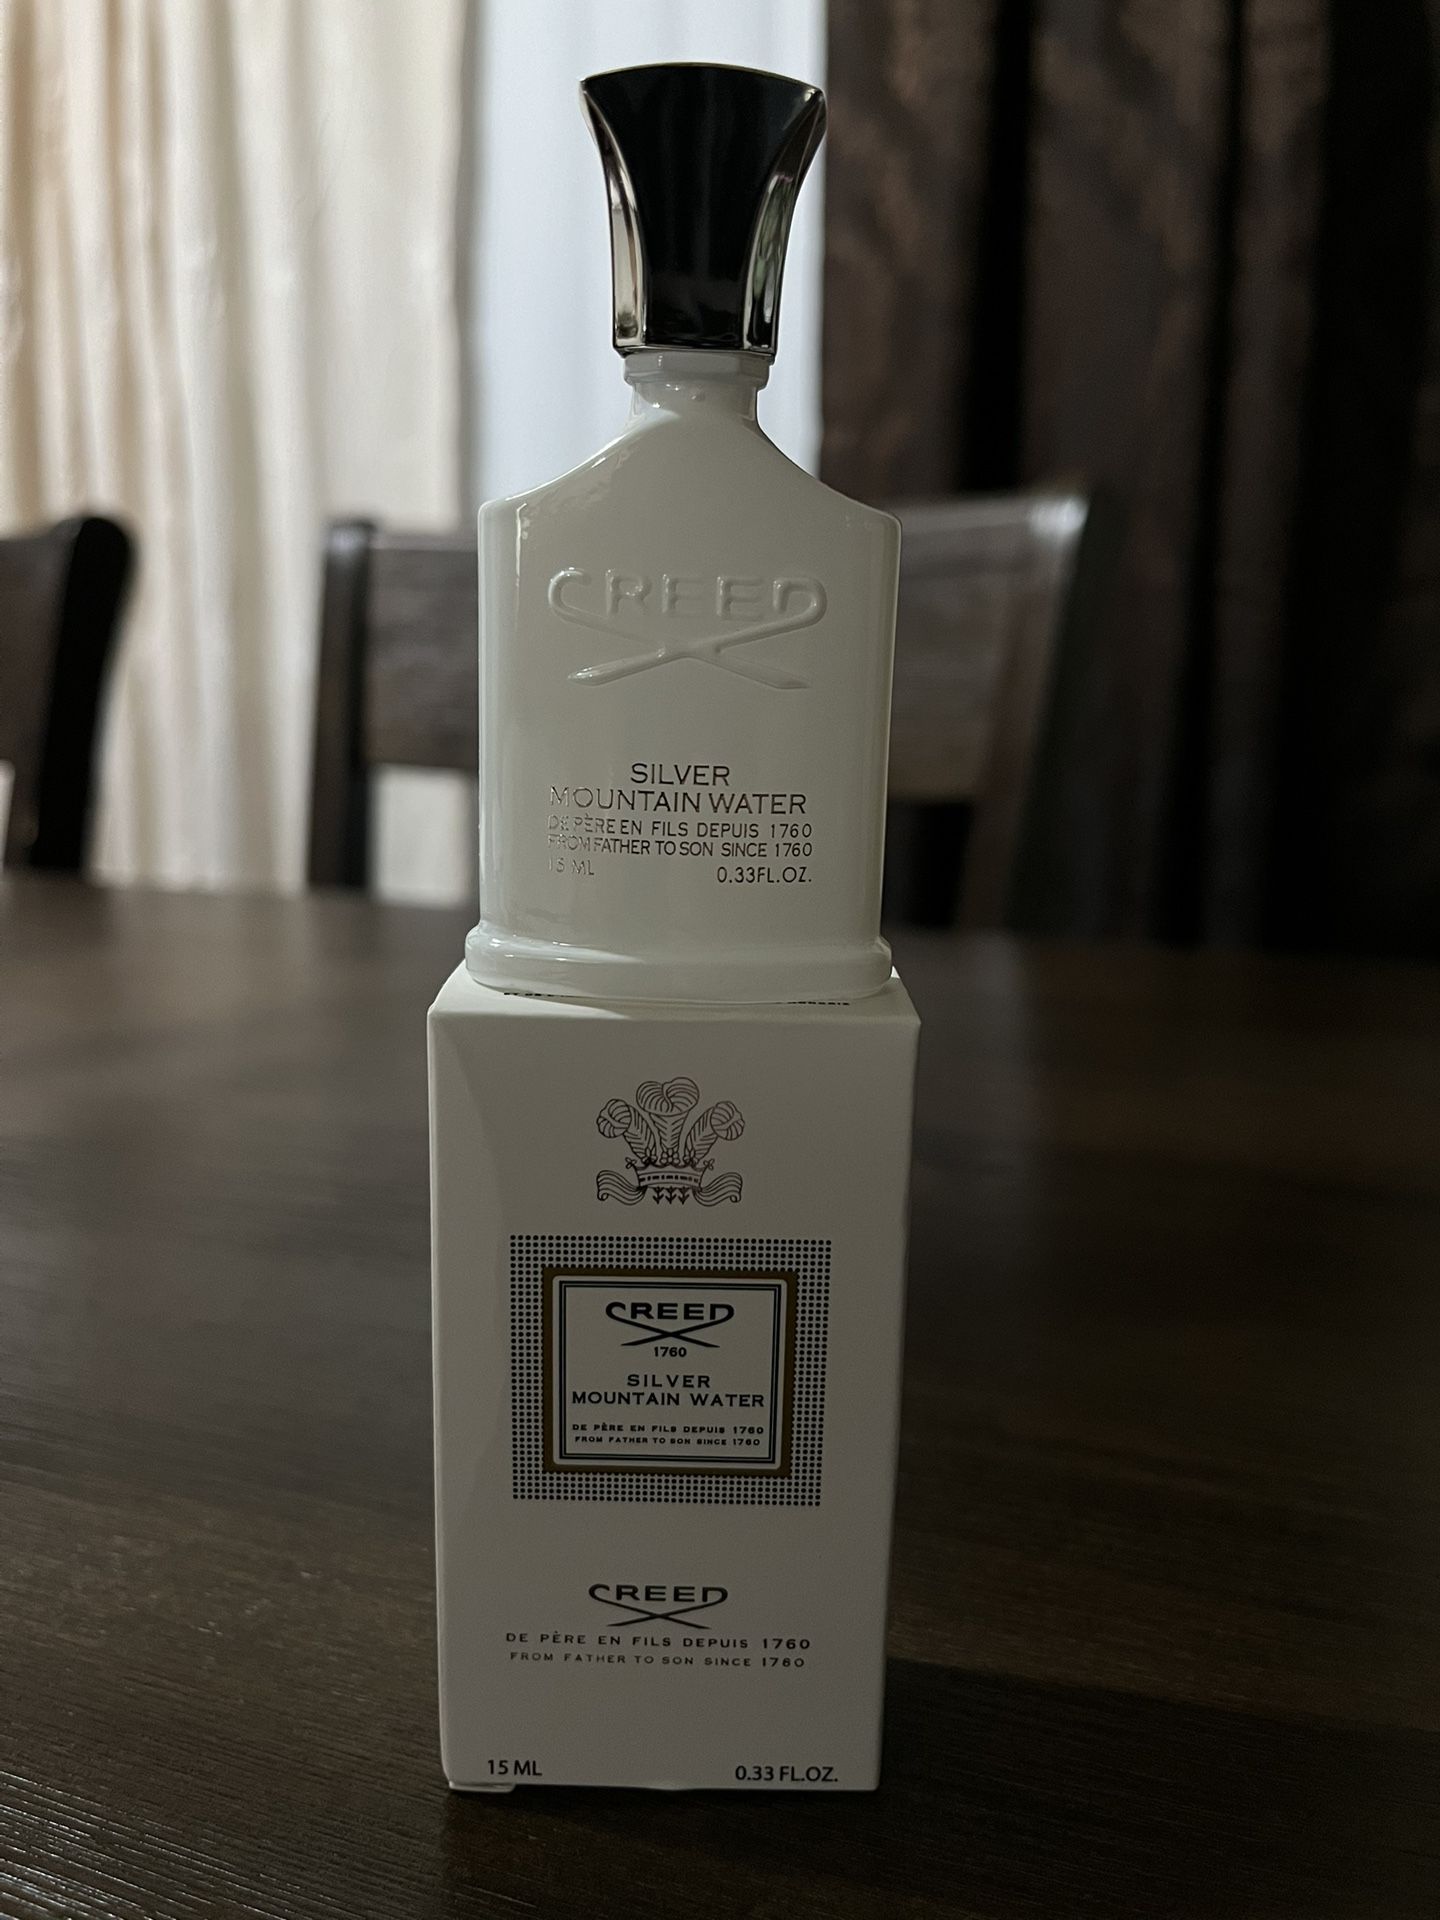 CREED
SILVER
MOUNTAIN WATER
DE PÈRE EN FILS DEPUIS 1760
FROM FATHER TO SON SINCE 1760
15 ML 0.33FL.OZ.
CREED
1760
SILVER
MOUNTAIN WATER
DE PÈRE EN FILS DEPUIS 1760
FROM FATHER TO SON SINCE 1760
CREED
DE PÈRE EN FILS DEPUIS 1760
FROM FATHER TO SON SINCE 1760
15 ML 0.33 FL.OZ.